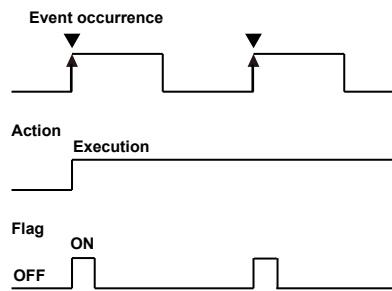 Event occurrence
Action
Execution
Flag
ON
OFF